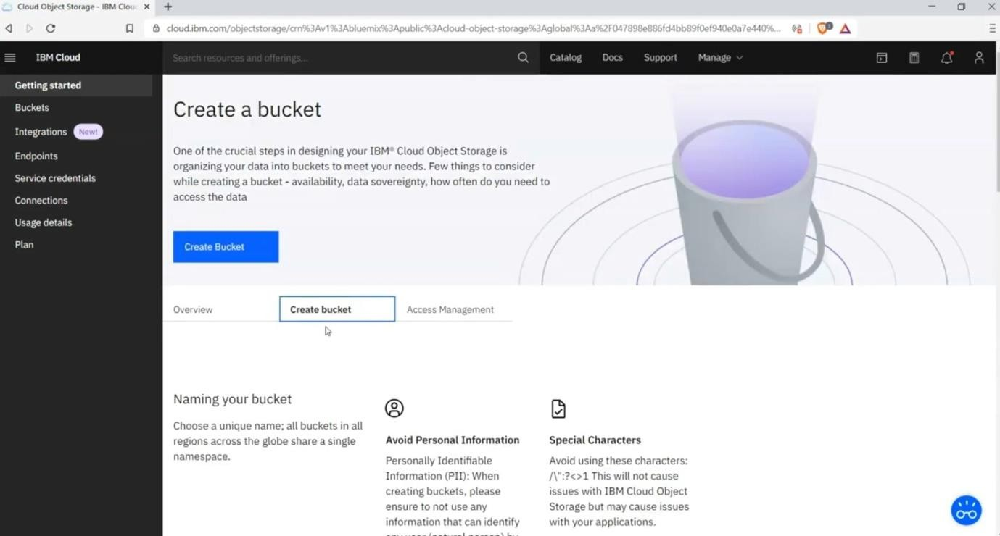 Cloud Object Storage - IBM Clou
cloud.ibm.com/objectstorage/crn%3Av1%3Abluemix%3Apublic%3Acloud-object-storage%3Aglobal%3Aa%2F047898e886fd4bb89f0ef940e0a7e440%...
IBM Cloud
Search resources and offerings...
Catalog
Docs
Support
Manage
Getting started
Buckets
Integrations New!
Endpoints
Service credentials
Connections
Usage details
Plan
Create a bucket
One of the crucial steps in designing your IBM® Cloud Object Storage is
organizing your data into buckets to meet your needs. Few things to consider
while creating a bucket - availability, data sovereignty, how often do you need to
access the data
Create Bucket
Overview
Create bucket
Access Management
Naming your bucket
Choose a unique name; all buckets in all
regions across the globe share a single
namespace.
Avoid Personal Information
Personally Identifiable
Information (PII): When
creating buckets, please
ensure to not use any
information that can identify
any user (natural person) by
Special Characters
Avoid using these characters:
/\":?<>1 This will not cause
issues with IBM Cloud Object
Storage but may cause issues
with your applications.